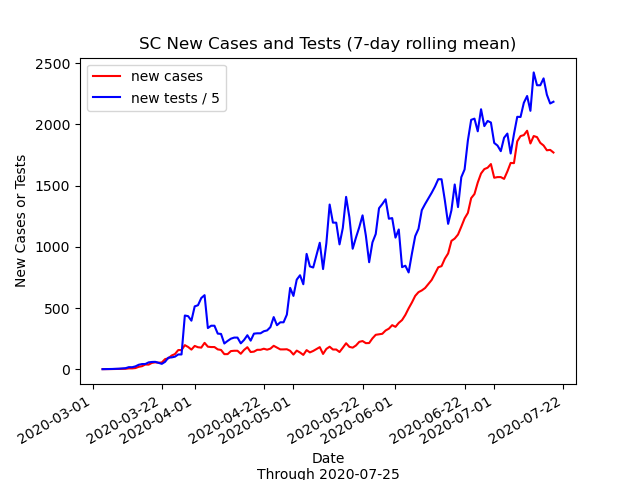 SC New Cases and Tests (7-day rolling mean)
new cases
new tests / 5
New Cases or Tests
2500
2000
1500
1000
500
0
2020-03-01
2020-03-22
2020-04-01
2020-04-22
2020-05-01
2020-05-22
2020-06-01
2020-06-22
2020-07-01
2020-07-22
Date
Through 2020-07-25